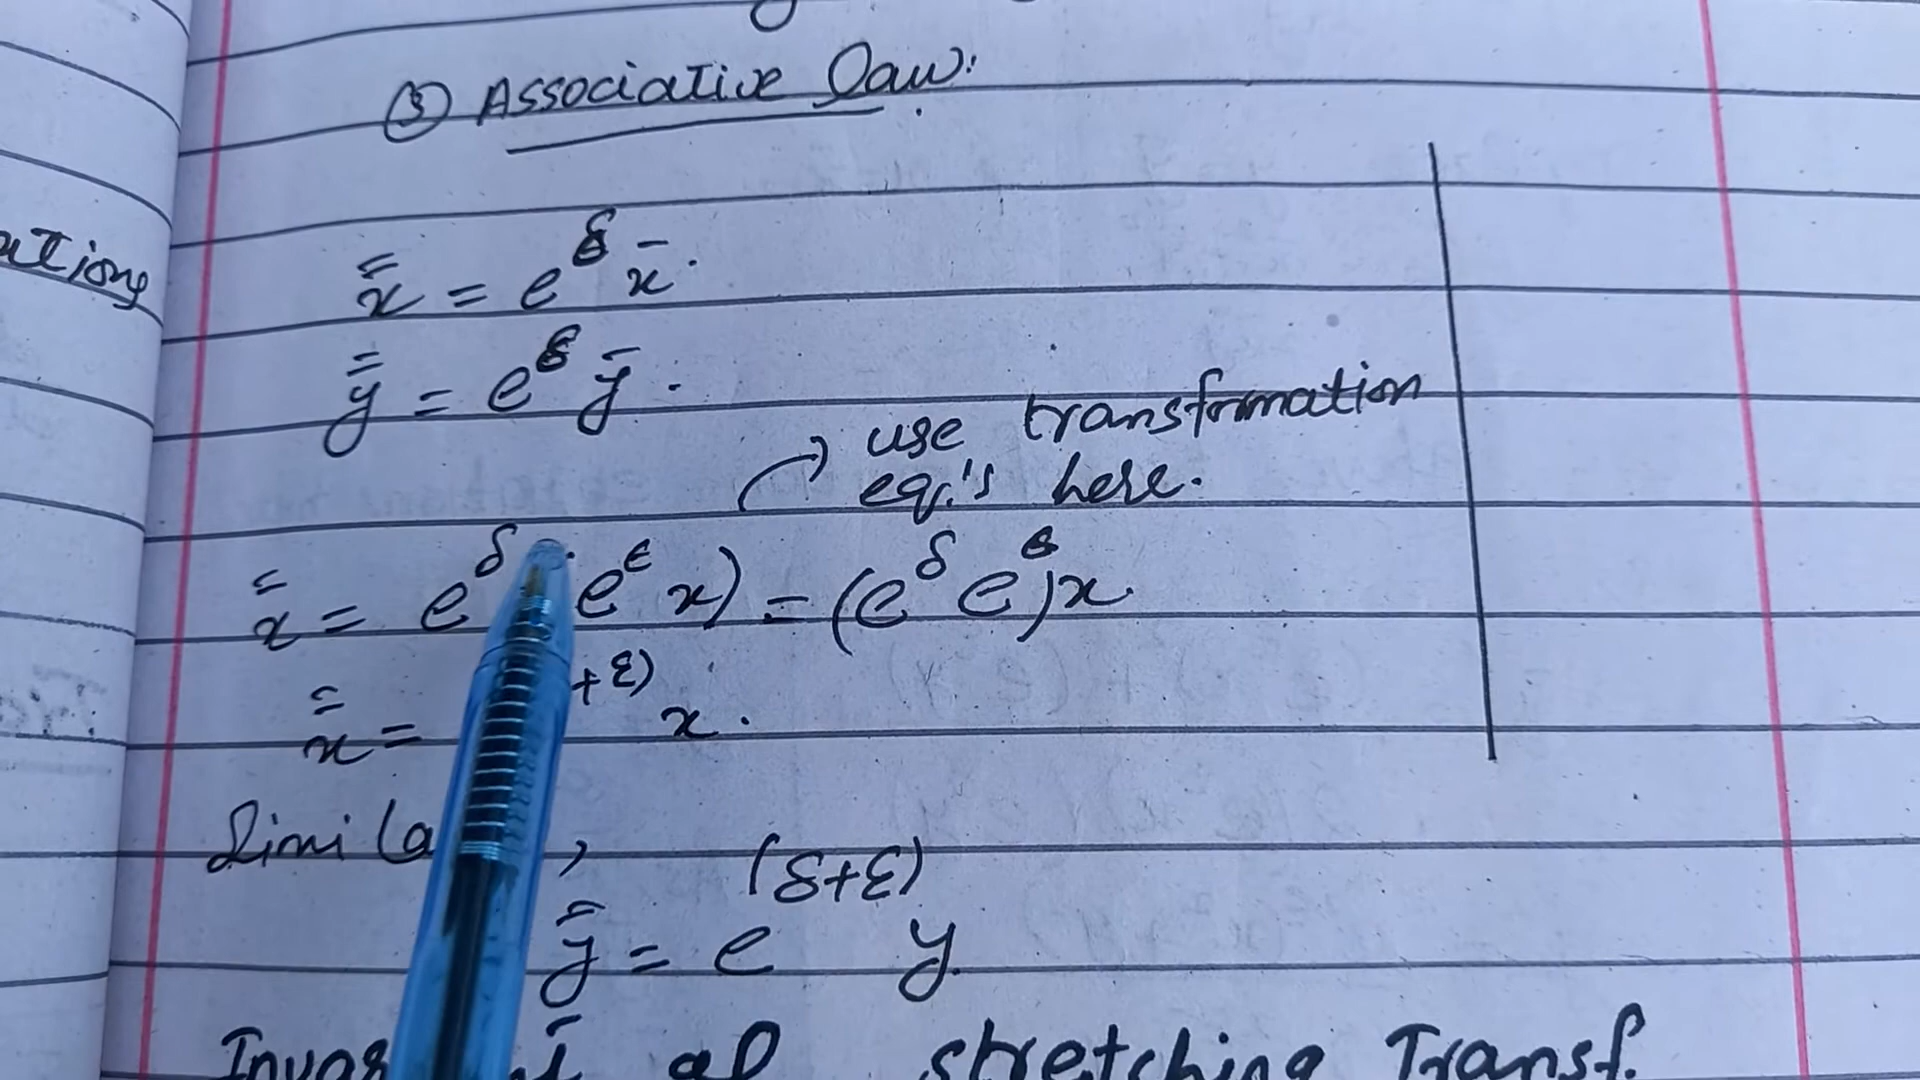 ③ Associative Law:
x̿ = e^δ x̄.
y̿ = e^δ ȳ.
use transformation
eq.'s here.
x̿ = e^δ e^ε x) = (e^δ e^ε)x.
x̿ = +ε) x.
Simila ,
y̿ = e^(δ+ε) y.
stretching Transf.